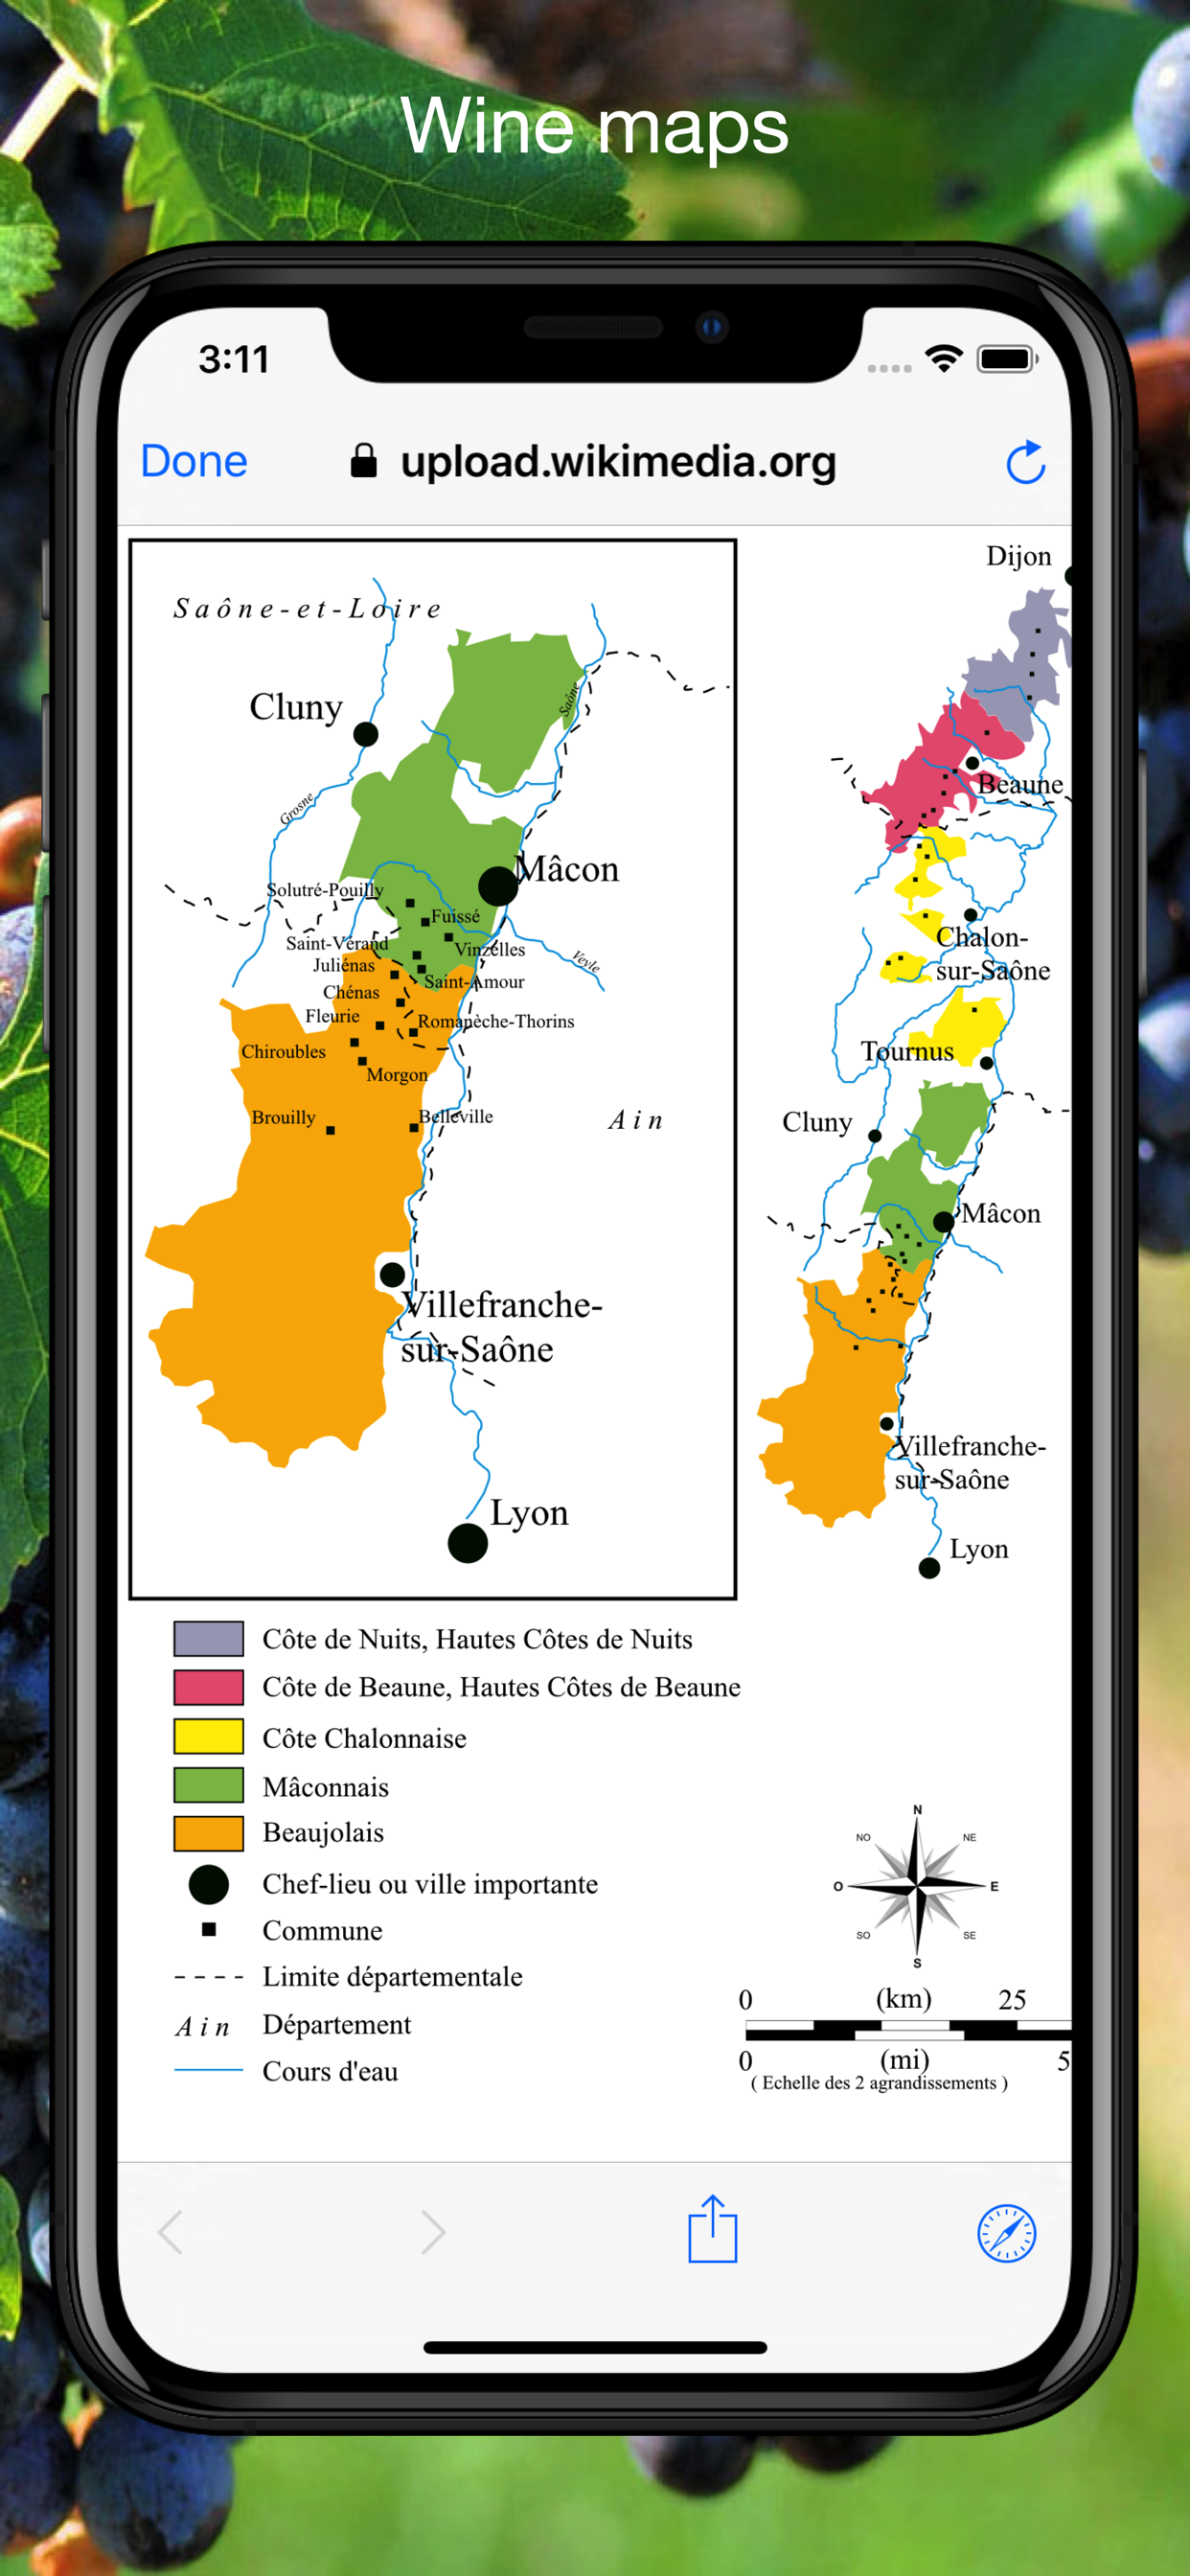 Wine maps
3:11
Done
upload.wikimedia.org
Saône-et-Loire
Cluny
Saône
Grosne
Mâcon
Solutré-Pouilly
Fuissé
Saint-Vérand
Vinzelles
Veyle
Juliénas
Saint-Amour
Chénas
Fleurie
Romanèche-Thorins
Chiroubles
Morgon
Brouilly
Belleville
Ain
Villefranche-
sur-Saône
Lyon
Dijon
Beaune
Chalon-
sur-Saône
Tournus
Cluny
Mâcon
Villefranche-
sur-Saône
Lyon
Côte de Nuits, Hautes Côtes de Nuits
Côte de Beaune, Hautes Côtes de Beaune
Côte Chalonnaise
Mâconnais
Beaujolais
Chef-lieu ou ville importante
Commune
Limite départementale
Ain Département
Cours d'eau
N
NO NE
O E
SO SE
S
0 (km) 25
0 (mi) 5
( Echelle des 2 agrandissements )